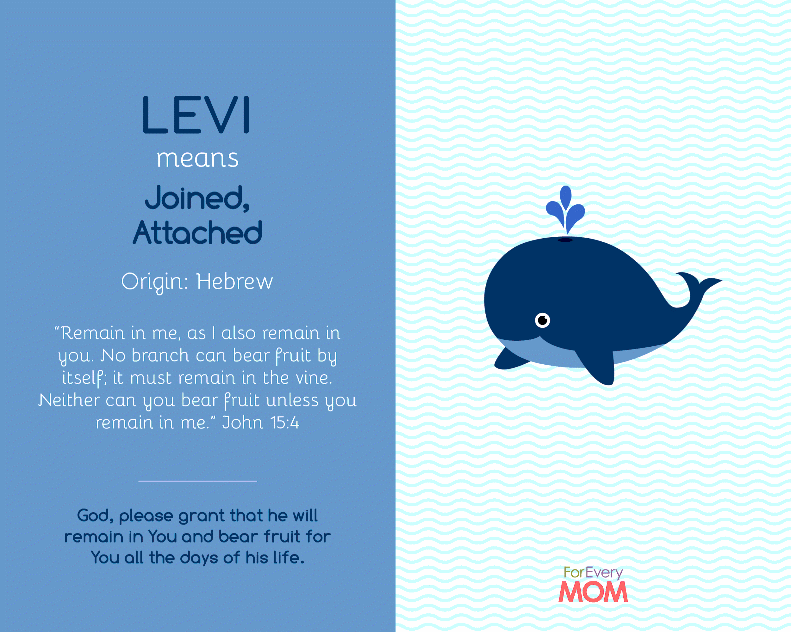 LEVI
means
Joined,
Attached
Origin: Hebrew
“Remain in me, as I also remain in
you. No branch can bear fruit by
itself; it must remain in the vine.
Neither can you bear fruit unless you
remain in me.” John 15:4
God, please grant that he will
remain in You and bear fruit for
You all the days of his life.
ForEvery
MOM